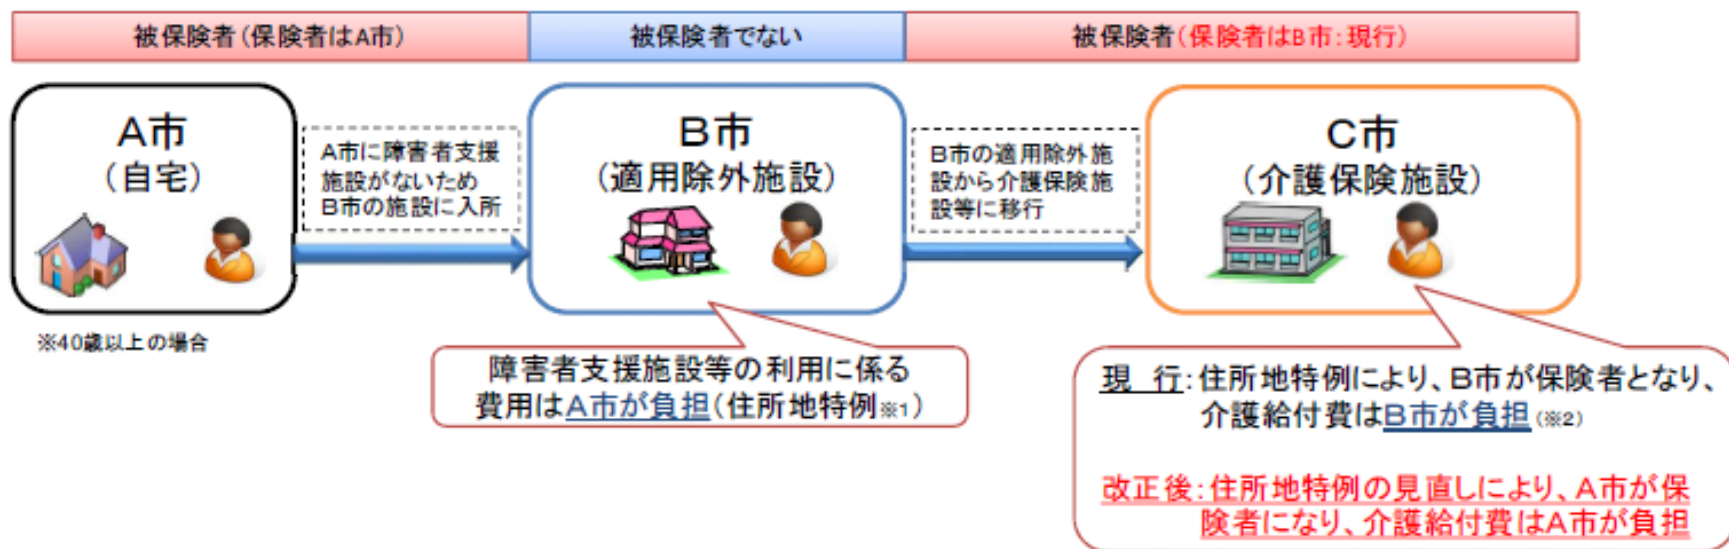 被保険者(保険者はA市)
被保険者でない
被保険者(保険者はB市:現行)
A市
(自宅)
A市に障害者支援
施設がないため
B市の施設に入所
B市
(適用除外施設)
B市の適用除外施
設から介護保険施
設等に移行
C市
(介護保険施設)
※40歳以上の場合
障害者支援施設等の利用に係る
費用はA市が負担(住所地特例※1)
現 行:住所地特例により、B市が保険者となり、
介護給付費はB市が負担(※2)
改正後:住所地特例の見直しにより、A市が保
険者になり、介護給付費はA市が負担